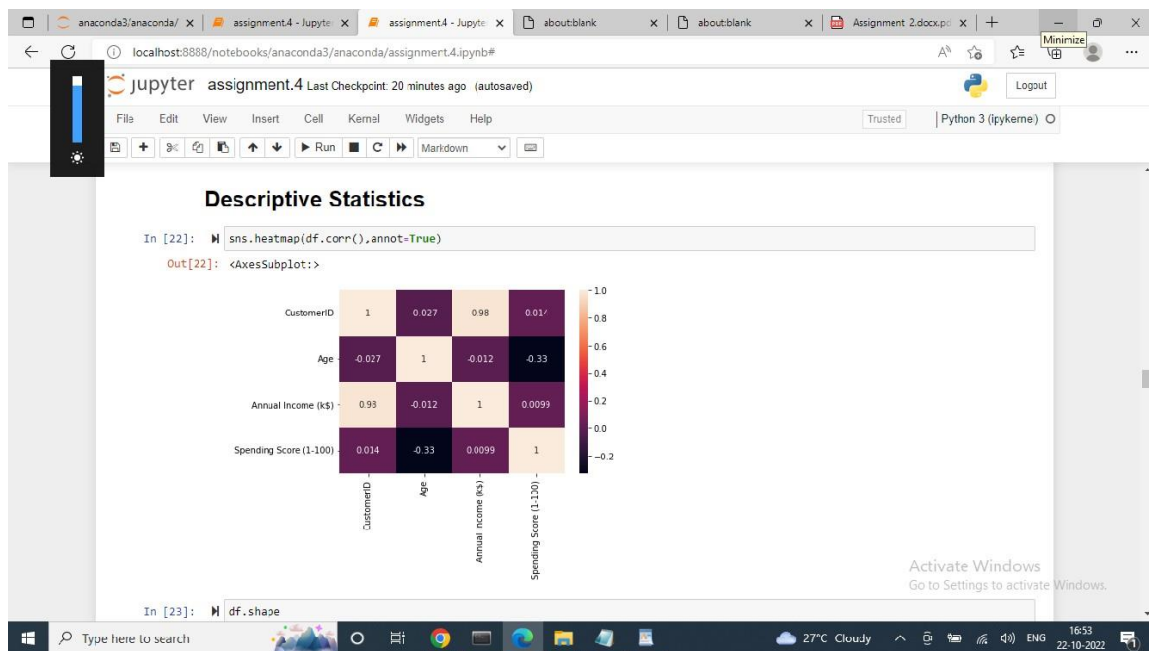 anaconda3/anaconda/
assignment.4 - Jupyte
assignment.4 - Jupyte
about:blank
about:blank
Assignment 2.docx.pd
Minimize
localhost:8888/notebooks/anaconda3/anaconda/assignment.4.ipynb#
jupyter assignment.4 Last Checkpoint: 20 minutes ago (autosaved)
Logout
File Edit View Insert Cell Kernal Widgets Help
Trusted
Python 3 (ipykernel)
Run
Markdown
Descriptive Statistics
In [22]: sns.heatmap(df.corr(),annot=True)
Out[22]: <AxesSubplot:>
CustomerID 1 0.027 0.98 0.014
Age -0.027 1 -0.012 -0.33
Annual Income (k$) 0.93 -0.012 1 0.0099
Spending Score (1-100) 0.014 -0.33 0.0099 1
1.0
0.8
0.6
0.4
0.2
0.0
-0.2
CustomerID
Age
Annual ncome (k$)
Spending Score (1-100)
Activate Windows
Go to Settings to activate Windows.
In [23]: df.shape
Type here to search
27°C Cloudy
ENG
16:53
22-10-2022